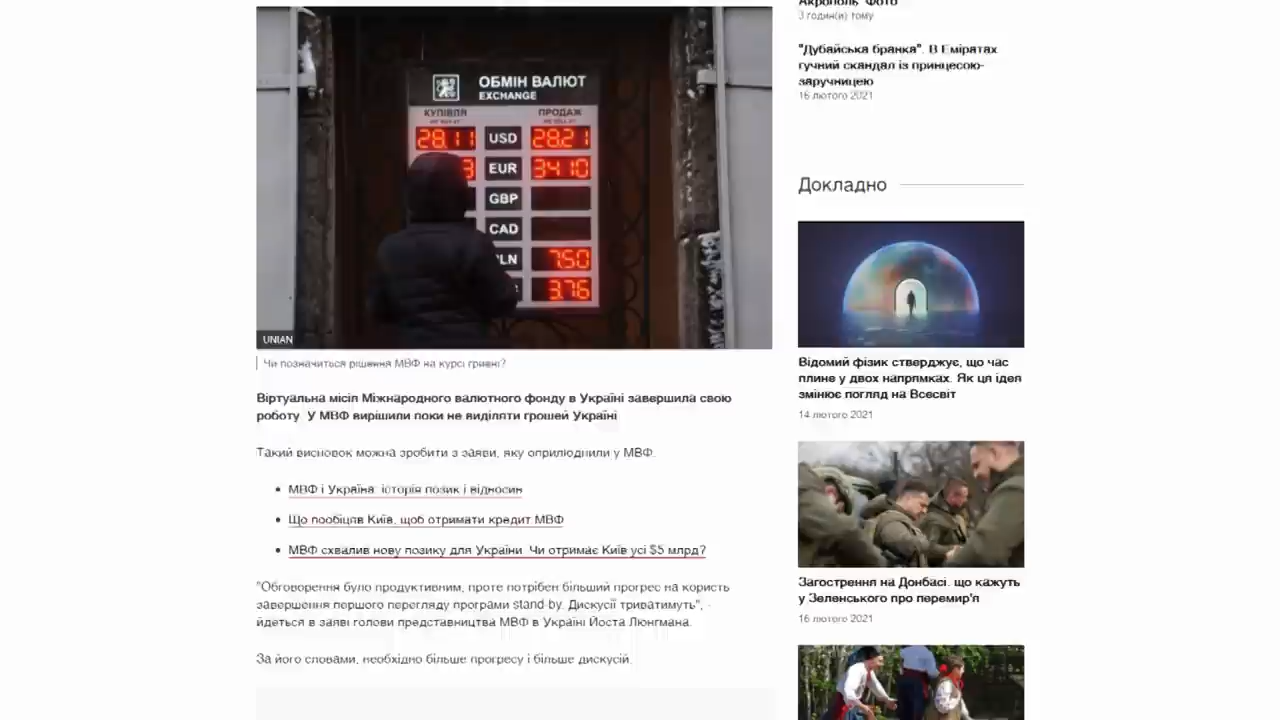 ОБМІН ВАЛЮТ
EXCHANGE
КУПІВЛЯ ПРОДАЖ
28.11 USD 28.21
3 EUR 34.10
GBP
CAD
LN 7.50
3.76
UNIAN
Чи позначиться рішення МВФ на курсі гривні?
Віртуальна місія Міжнародного валютного фонду в Україні завершила свою
роботу. У МВФ вирішили поки не виділяти грошей Україні
Такий висновок можна зробити з заяви, яку оприлюднили у МВФ.
• МВФ і Україна: історія позик і відносин
• Що пообіцяв Київ, щоб отримати кредит МВФ
• МВФ схвалив нову позику для України. Чи отримає Київ усі $5 млрд?
"Обговорення було продуктивним, проте потрібен більший прогрес на користь
завершення першого перегляду програми stand-by. Дискусії триватимуть", -
йдеться в заяві голови представництва МВФ в Україні Йоста Люнгмана.
За його словами, необхідно більше прогресу і більше дискусій.
Акрополь. Фото
3 годин(и) тому
"Дубайська бранка". В Еміратах
гучний скандал із принцесою-
заручницею
16 лютого 2021
Докладно
Відомий фізик стверджує, що час
плине у двох напрямках. Як ця ідея
змінює погляд на Всесвіт
14 лютого 2021
Загострення на Донбасі: що кажуть
у Зеленського про перемир'я
16 лютого 2021